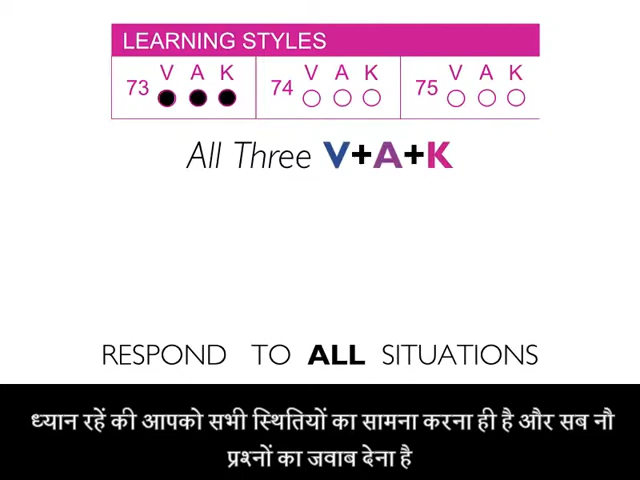 LEARNING STYLES
V A K V A K V A K
73 74 75
All Three V+A+K
RESPOND TO ALL SITUATIONS
ध्यान रहें की आपको सभी स्थितियों का सामना करना ही है और सब नौ
प्रश्नों का जवाब देना है